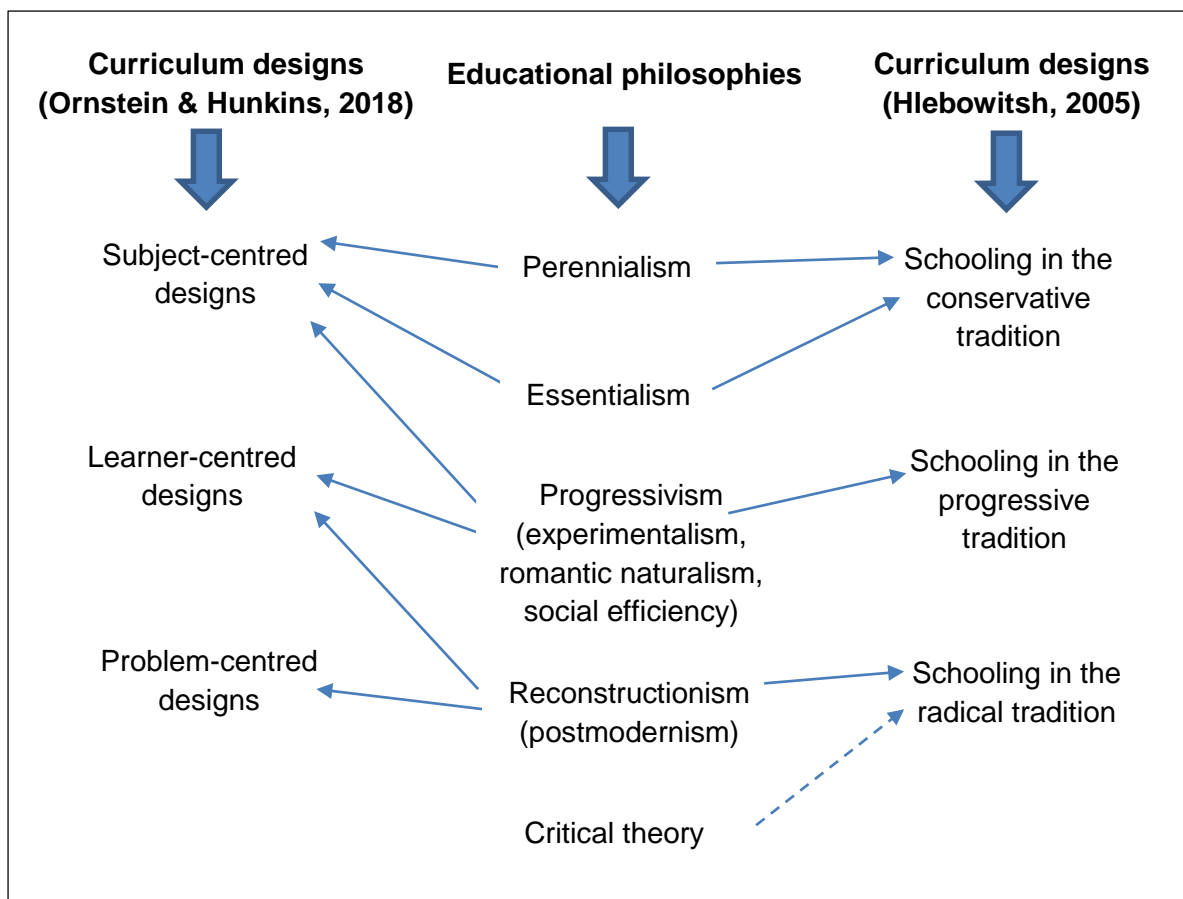 Curriculum designs
(Ornstein & Hunkins, 2018)
Educational philosophies
Curriculum designs
(Hlebowitsh, 2005)
Subject-centred
designs
Perennialism
Schooling in the
conservative
tradition
Essentialism
Learner-centred
designs
Progressivism
(experimentalism,
romantic naturalism,
social efficiency)
Schooling in the
progressive
tradition
Problem-centred
designs
Reconstructionism
(postmodernism)
Schooling in the
radical tradition
Critical theory